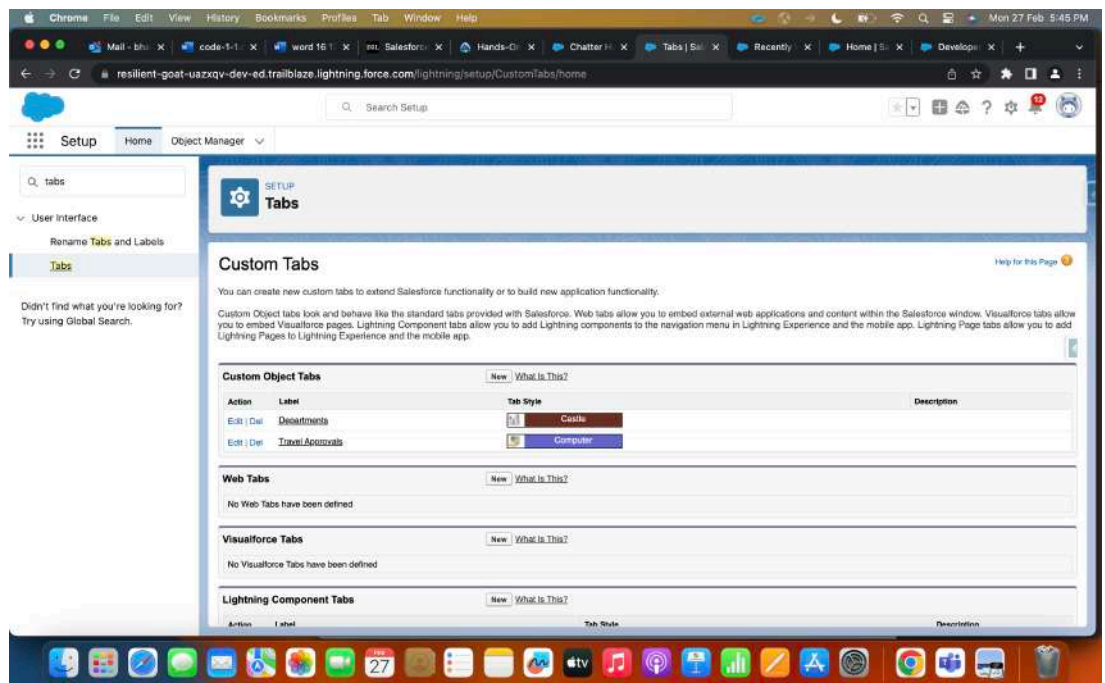 Chrome File Edit View History Bookmarks Profiles Tab Window Help Mon 27 Feb 5:45 PM
Mail - bh code-1-1. word 16 Salesforc Hands-On Chatter H Tabs | Sal Recently Home | S Develope
resilient-goat-uazxqv-dev-ed.trailblaze.lightning.force.com/lightning/setup/CustomTabs/home
Search Setup
Setup Home Object Manager
tabs
User Interface
Rename Tabs and Labels
Tabs
Didn't find what you're looking for?
Try using Global Search.
SETUP
Tabs
Custom Tabs
Help for this Page
You can create new custom tabs to extend Salesforce functionality or to build new application functionality.
Custom Object tabs look and behave like the standard tabs provided with Salesforce. Web tabs allow you to embed external web applications and content within the Salesforce window. Visualforce tabs allow
you to embed Visualforce pages. Lightning Component tabs allow you to add Lightning components to the navigation menu in Lightning Experience and the mobile app. Lightning Page tabs allow you to add
Lightning Pages to Lightning Experience and the mobile app.
Custom Object Tabs New What Is This?
Action Label Tab Style Description
Edit | Del Departments Castle
Edit | Del Travel Approvals Computer
Web Tabs New What Is This?
No Web Tabs have been defined
Visualforce Tabs New What Is This?
No Visualforce Tabs have been defined
Lightning Component Tabs New What Is This?
Action Label Tab Style Description
27
tv